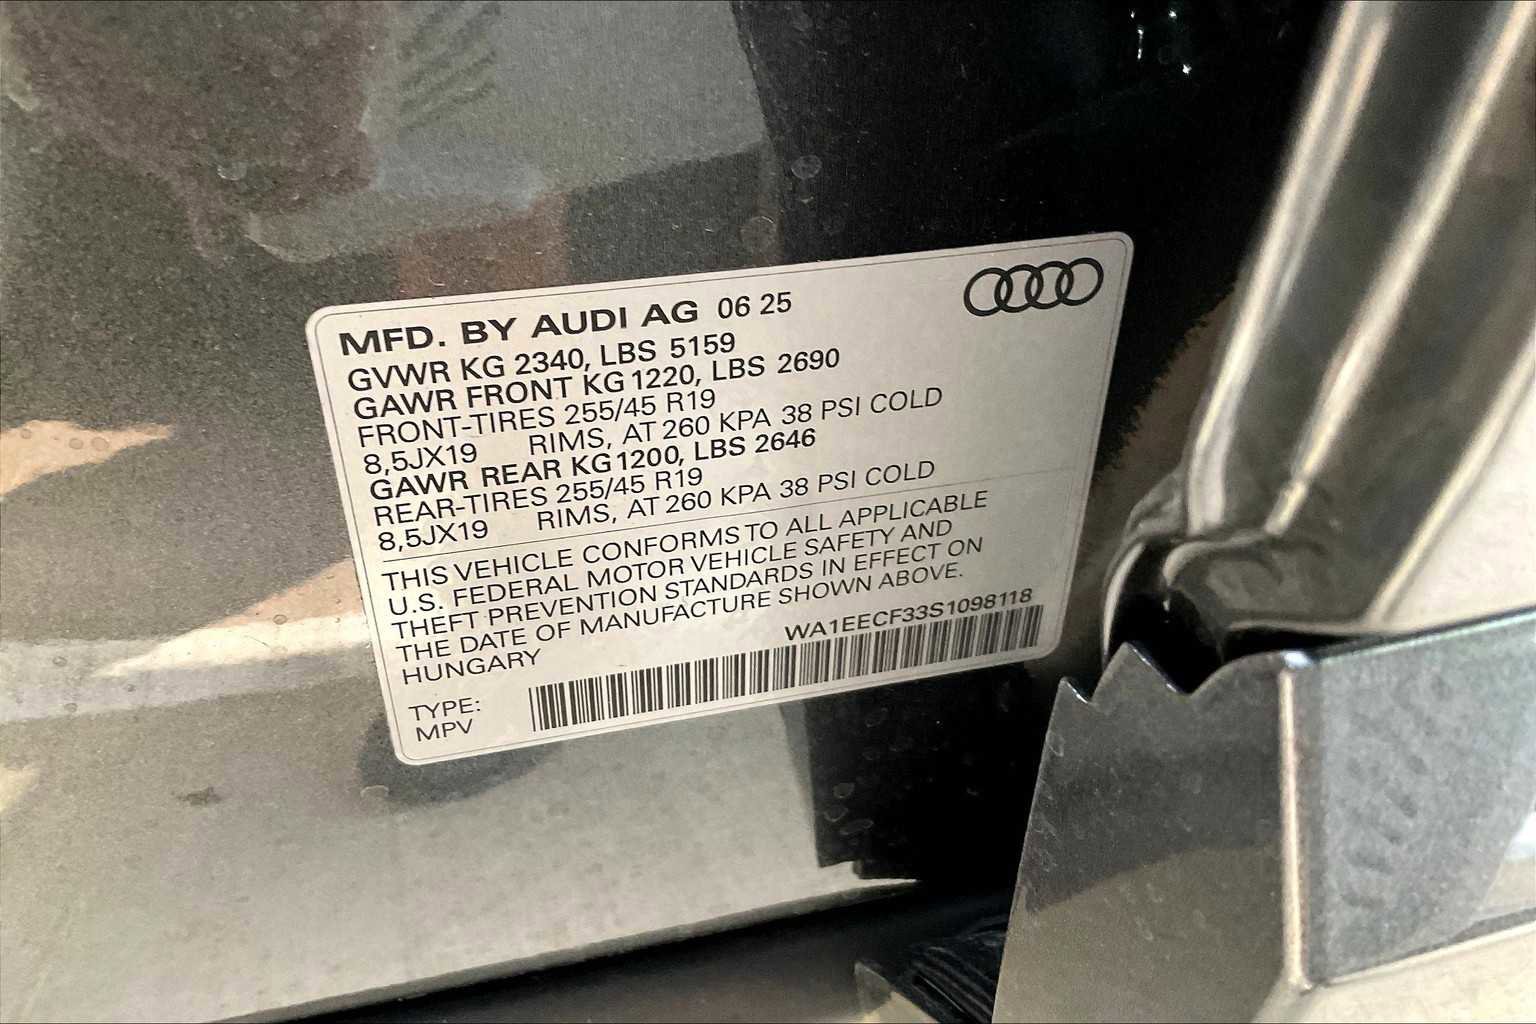 MFD. BY AUDI AG 06 25
GVWR KG 2340, LBS 5159
GAWR FRONT KG 1220, LBS 2690
FRONT-TIRES 255/45 R19
8,5JX19 RIMS, AT 260 KPA 38 PSI COLD
GAWR REAR KG 1200, LBS 2646
REAR-TIRES 255/45 R19
8,5JX19 RIMS, AT 260 KPA 38 PSI COLD
THIS VEHICLE CONFORMS TO ALL APPLICABLE
U.S. FEDERAL MOTOR VEHICLE SAFETY AND
THEFT PREVENTION STANDARDS IN EFFECT ON
THE DATE OF MANUFACTURE SHOWN ABOVE.
HUNGARY
WA1EECF33S1098118
TYPE:
MPV